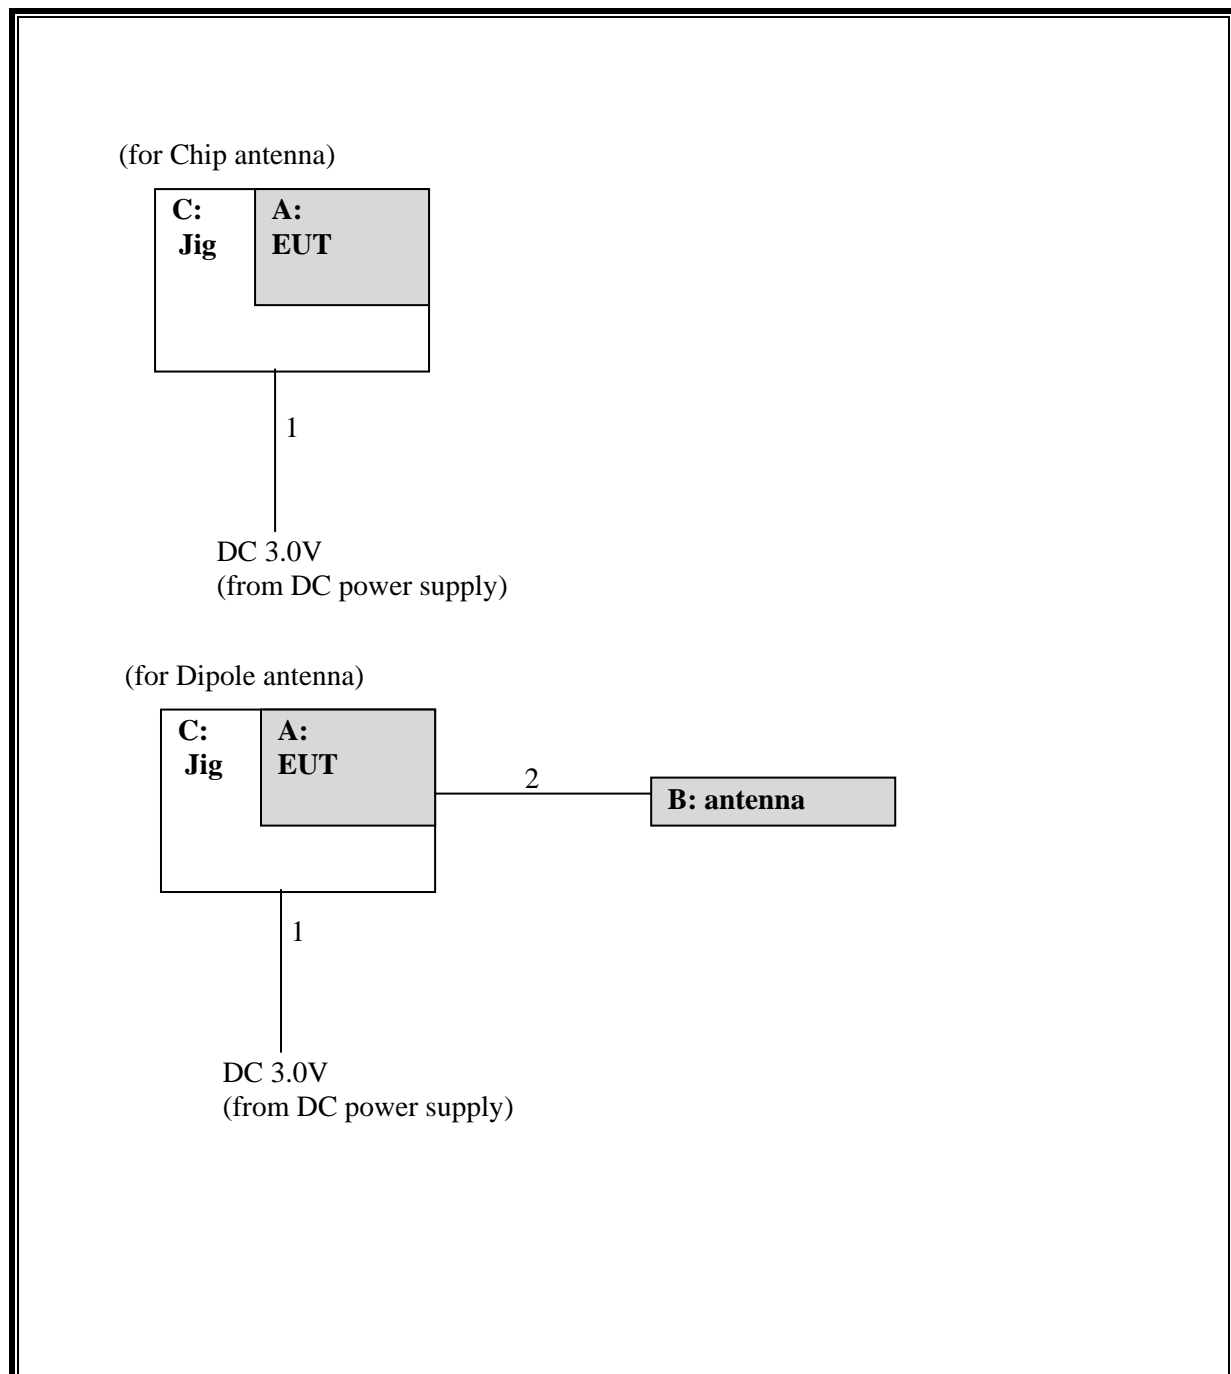 (for Chip antenna)
C:
Jig
A:
EUT
1
DC 3.0V
(from DC power supply)
(for Dipole antenna)
C:
Jig
A:
EUT
2
B: antenna
1
DC 3.0V
(from DC power supply)